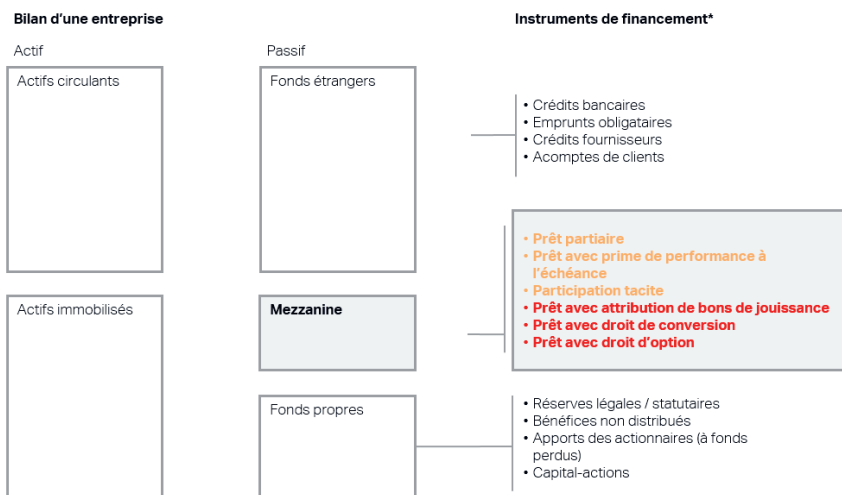 Bilan d'une entreprise
Instruments de financement*
Actif
Passif
Actifs circulants
Fonds étrangers
• Crédits bancaires
• Emprunts obligataires
• Crédits fournisseurs
• Acomptes de clients
• Prêt partiaire
• Prêt avec prime de performance à
l'échéance
• Participation tacite
• Prêt avec attribution de bons de jouissance
• Prêt avec droit de conversion
• Prêt avec droit d'option
Actifs immobilisés
Mezzanine
Fonds propres
• Réserves légales / statutaires
• Bénéfices non distribués
• Apports des actionnaires (à fonds
perdus)
• Capital-actions